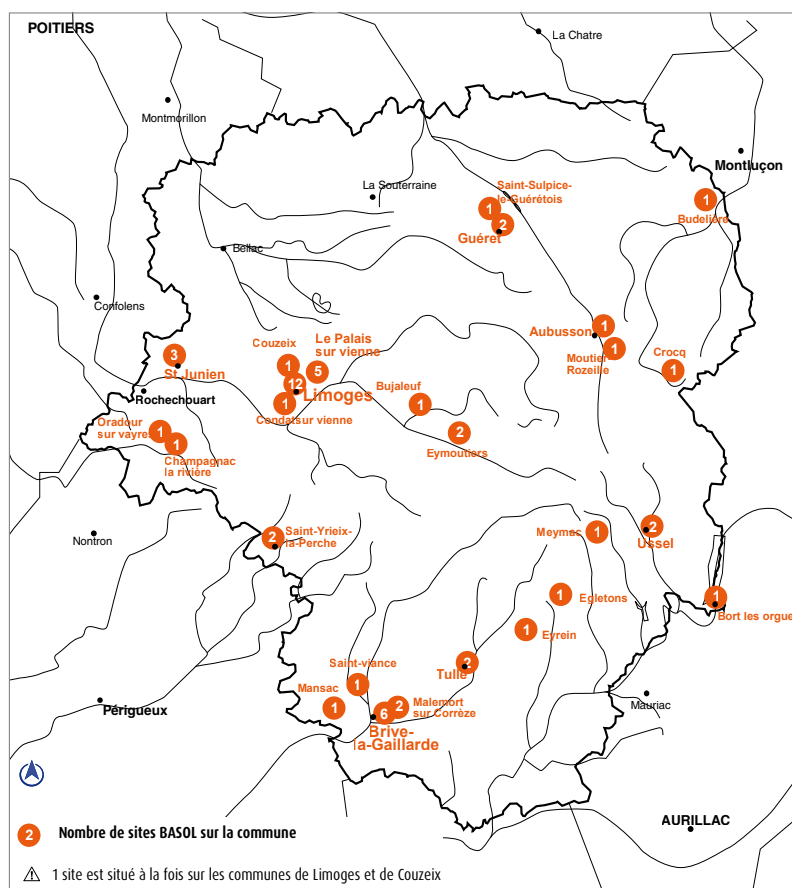 POITIERS
La Chatre
Montmorillon
Montluçon
La Souterraine
Saint-Sulpice-
le-Guérétois
1
2
Guéret
1
Budelière
Bellac
Confolens
Aubusson
1
1
Moutier
Rozeille
Crocq
1
3
St Junien
Couzeix
1
Le Palais
sur vienne
5
12
Limoges
1
Condat sur vienne
Rochechouart
Bujaleuf
1
2
Eymoutiers
Oradour
sur vayres
1
1
Champagnac
la rivière
2
Saint-Yrieix-
la-Perche
Nontron
Meymac
1
2
Ussel
1
Bort les orgue
1
Egletons
1
Eyrein
2
Tulle
Saint-viance
1
Mansac
1
2
Malemort
sur Corrèze
6
Brive-
la-Gaillarde
Périgueux
Mauriac
AURILLAC
2 Nombre de sites BASOL sur la commune
⚠ 1 site est situé à la fois sur les communes de Limoges et de Couzeix